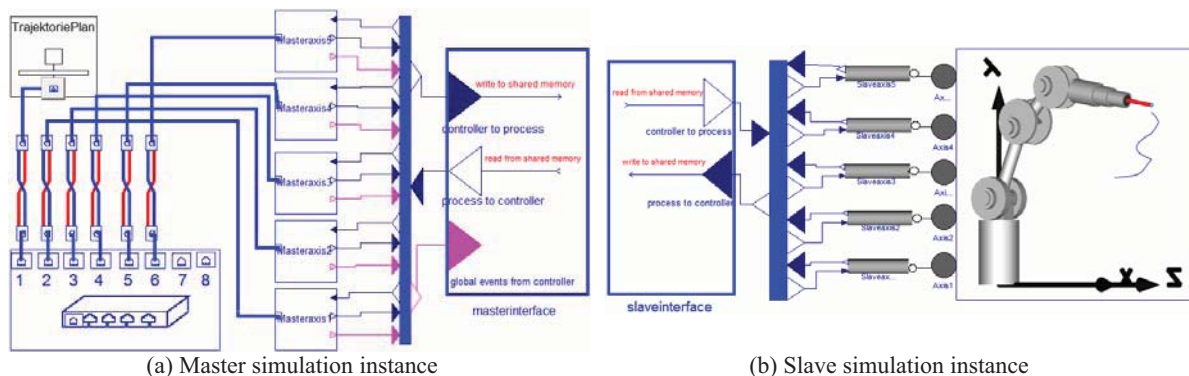 TrajektoriePlan
1 2 3 4 5 6 7 8
Masteraxis5
Masteraxis4
Masteraxis3
Masteraxis2
Masteraxis1
write to shared memory
controller to process
read from shared memory
process to controller
global events from controller
masterinterface
(a) Master simulation instance
read from shared memory
controller to process
write to shared memory
process to controller
slaveinterface
Slaveaxis5
Slaveaxis4
Slaveaxis3
Slaveaxis2
Slaveax...
Ax...
Axis4
Axi...
Axis2
Axis1
X
Z
(b) Slave simulation instance